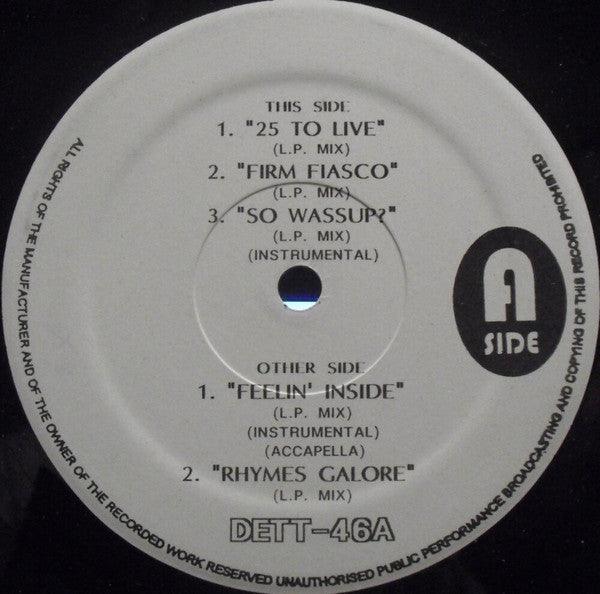 THIS SIDE
1. "25 TO LIVE"
(L.P. MIX)
2. "FIRM FIASCO"
(L.P. MIX)
3. "SO WASSUP?"
(L.P. MIX)
(INSTRUMENTAL)
A
SIDE
OTHER SIDE
1. "FEELIN' INSIDE"
(L.P. MIX)
(INSTRUMENTAL)
(ACCAPELLA)
2. "RHYMES GALORE"
(L.P. MIX)
DETT-46A
ALL RIGHTS OF THE MANUFACTURER AND OF THE OWNER OF THE RECORDED WORK RESERVED UNAUTHORISED PUBLIC PERFORMANCE BROADCASTING AND COPYING OF THIS RECORD PROHIBITED